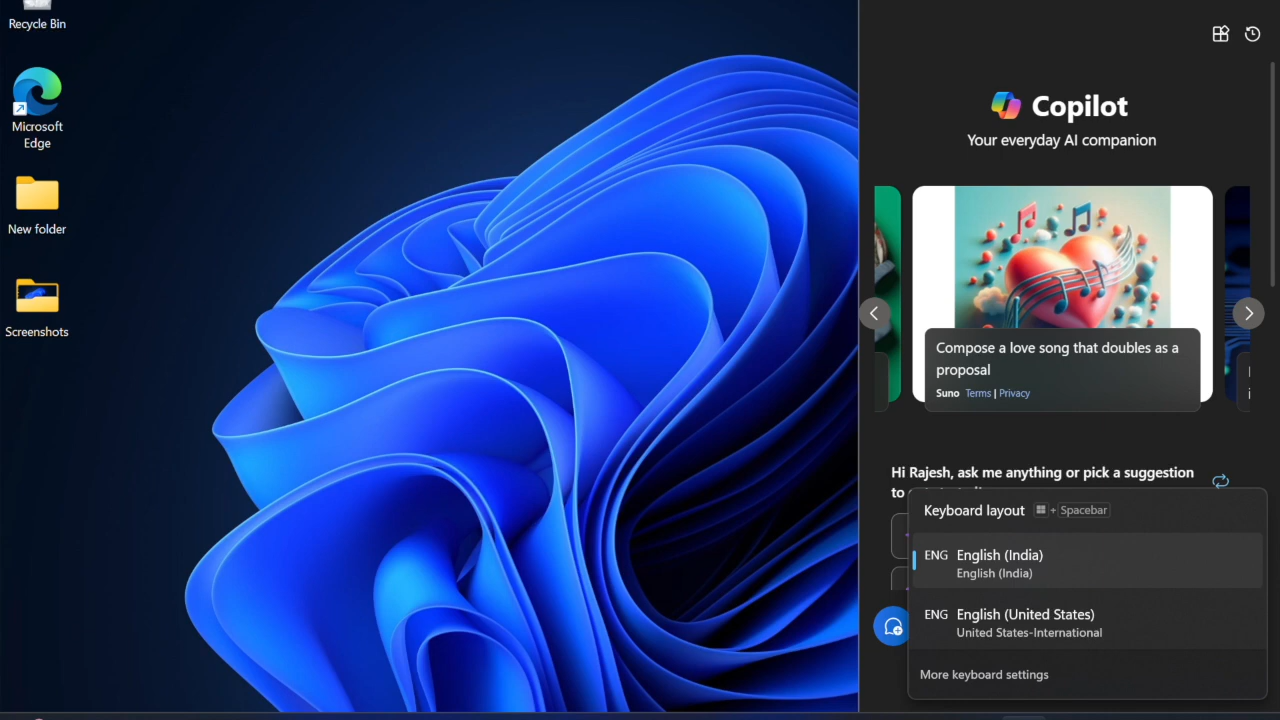 Recycle Bin
Microsoft
Edge
New folder
Screenshots
Copilot
Your everyday AI companion
Compose a love song that doubles as a
proposal
Suno Terms | Privacy
Hi Rajesh, ask me anything or pick a suggestion
to
Keyboard layout + Spacebar
ENG English (India)
English (India)
ENG English (United States)
United States-International
More keyboard settings